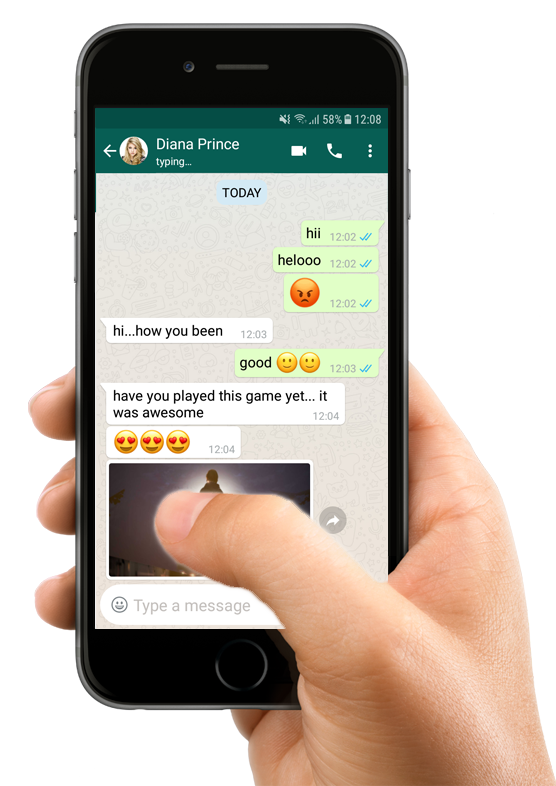 58% 12:08
Diana Prince
typing...
TODAY
hii 12:02
helooo 12:02
😡 12:02
hi...how you been 12:03
good 🙂🙂 12:03
have you played this game yet... it
was awesome 12:04
😍😍😍 12:04
Type a message